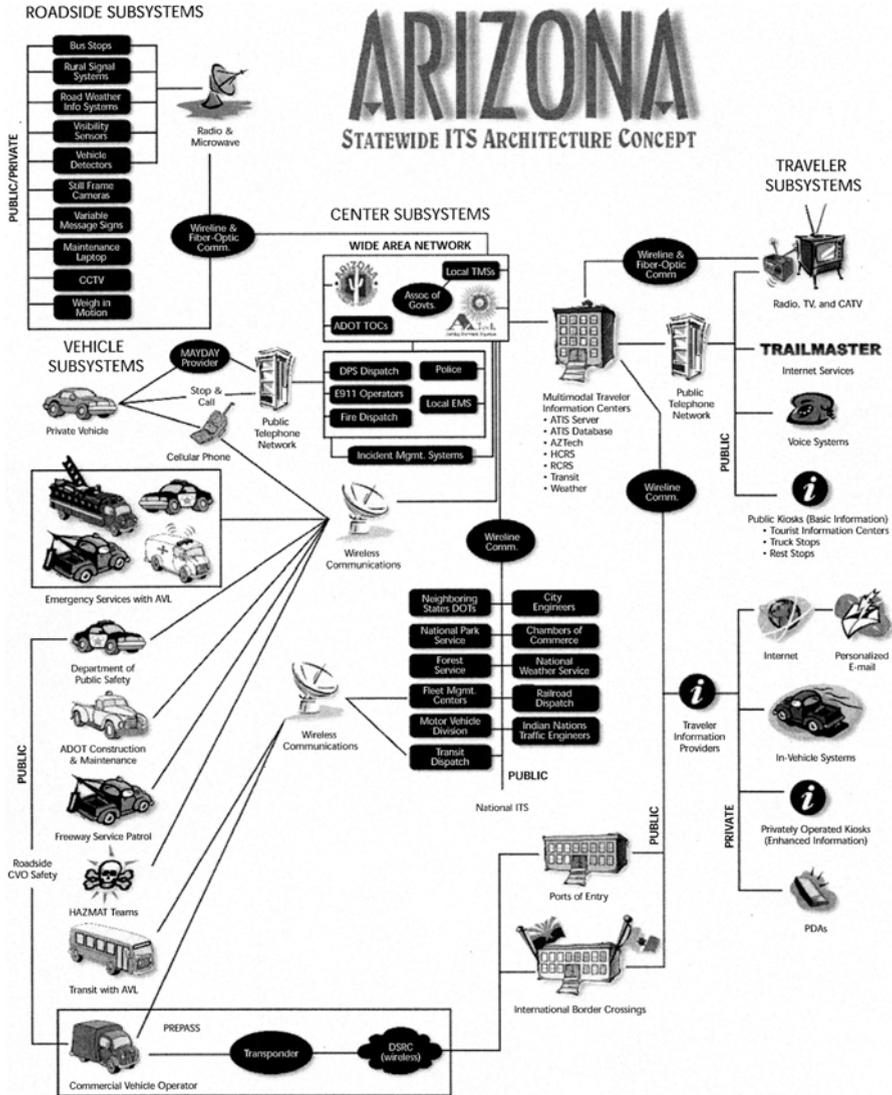 ROADSIDE SUBSYSTEMS
ARIZONA
STATEWIDE ITS ARCHITECTURE CONCEPT
PUBLIC/PRIVATE
Bus Stops
Rural Signal
Systems
Road Weather
Info Systems
Visibility
Sensors
Vehicle
Detectors
Still Frame
Cameras
Variable
Message Signs
Maintenance
Laptop
CCTV
Weigh in
Motion
Radio &
Microwave
Wireline &
Fiber-Optic
Comm.
CENTER SUBSYSTEMS
WIDE AREA NETWORK
ARIZONA
Local TMSs
Assoc of
Govts.
ADOT TOCs
AZTech
DPS Dispatch
Police
E911 Operators
Local EMS
Fire Dispatch
Incident Mgmt. Systems
TRAVELER
SUBSYSTEMS
Wireline &
Fiber-Optic
Comm
Radio, TV, and CATV
TRAILMASTER
Internet Services
Voice Systems
PUBLIC
i
Public Kiosks (Basic Information)
• Tourist Information Centers
• Truck Stops
• Rest Stops
Public
Telephone
Network
Multimodal Traveler
Information Centers
• ATIS Server
• ATIS Database
• AZTech
• HCRS
• RCRS
• Transit
• Weather
Wireline
Comm.
VEHICLE
SUBSYSTEMS
MAYDAY
Provider
Stop &
Call
Private Vehicle
Cellular Phone
Public
Telephone
Network
Emergency Services with AVL
Wireless
Communications
Wireline
Comm.
Neighboring
States DOTs
City
Engineers
National Park
Service
Chambers of
Commerce
Forest
Service
National
Weather Service
Fleet Mgmt.
Centers
Railroad
Dispatch
Motor Vehicle
Division
Indian Nations
Traffic Engineers
Transit
Dispatch
PUBLIC
National ITS
Wireless
Communications
Department of
Public Safety
ADOT Construction
& Maintenance
PUBLIC
Freeway Service Patrol
Roadside
CVO Safety
HAZMAT Teams
Transit with AVL
PREPASS
Commercial Vehicle Operator
Transponder
DSRC
(wireless)
Ports of Entry
International Border Crossings
PUBLIC
i
Traveler
Information
Providers
PRIVATE
Internet
Personalized
E-mail
In-Vehicle Systems
i
Privately Operated Kiosks
(Enhanced Information)
PDAs